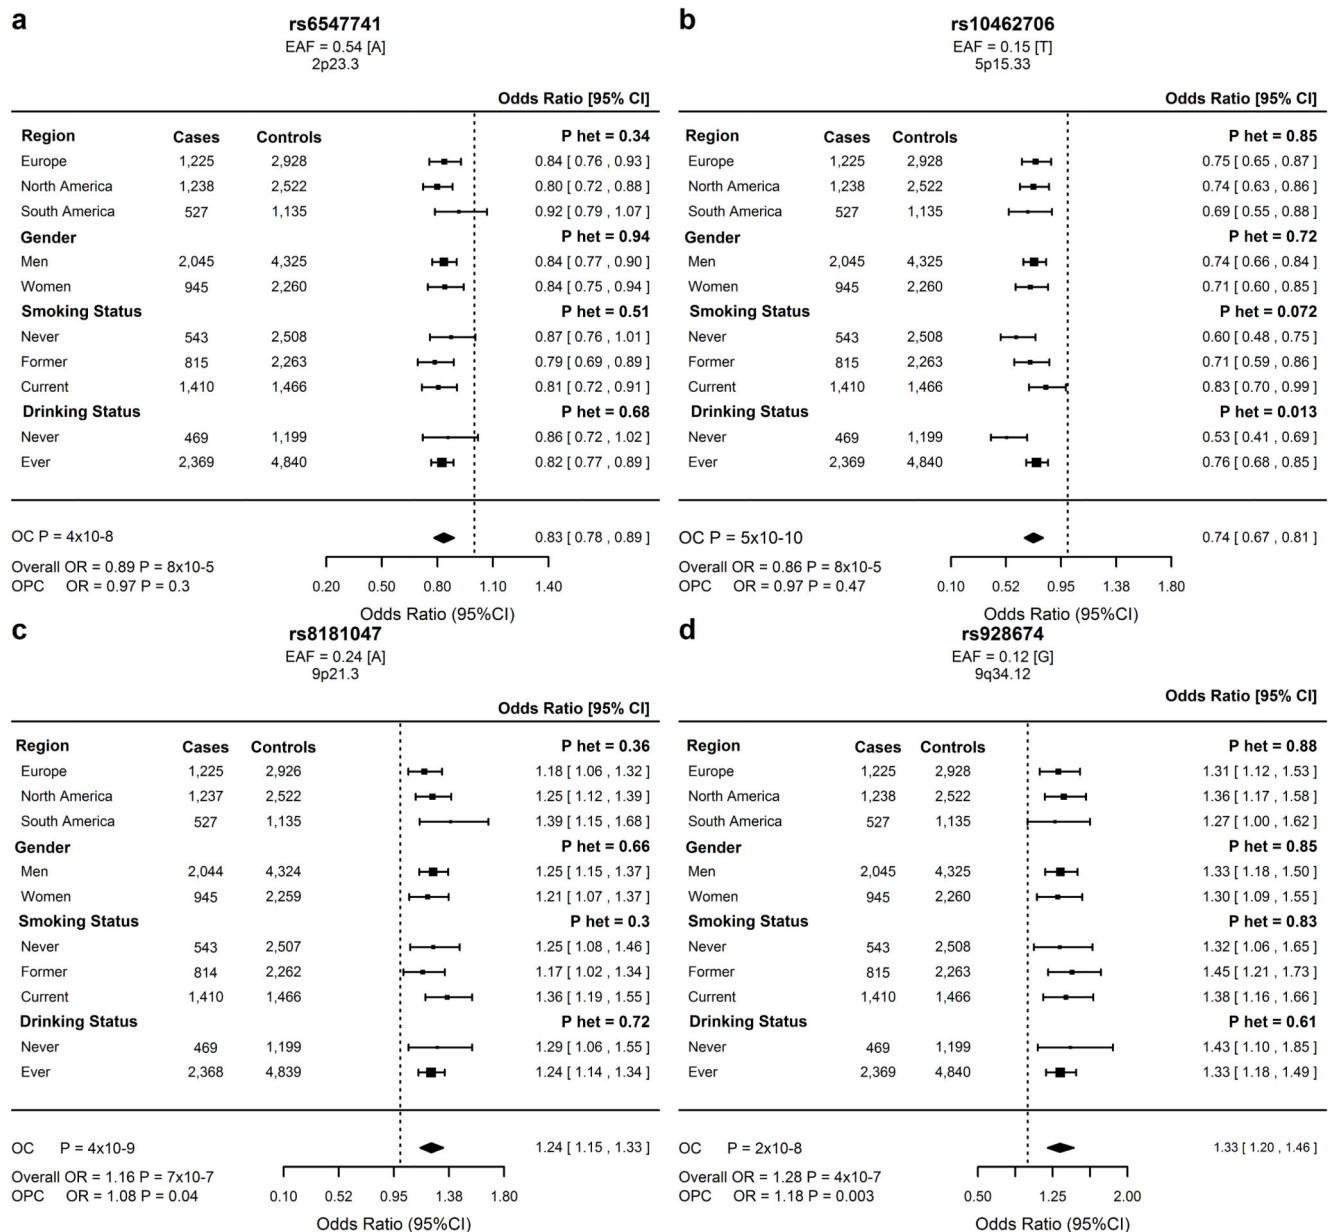 a
rs6547741
EAF = 0.54 [A]
2p23.3
Odds Ratio [95% CI]
Region Cases Controls P het = 0.34
Europe 1,225 2,928 0.84 [ 0.76 , 0.93 ]
North America 1,238 2,522 0.80 [ 0.72 , 0.88 ]
South America 527 1,135 0.92 [ 0.79 , 1.07 ]
Gender P het = 0.94
Men 2,045 4,325 0.84 [ 0.77 , 0.90 ]
Women 945 2,260 0.84 [ 0.75 , 0.94 ]
Smoking Status P het = 0.51
Never 543 2,508 0.87 [ 0.76 , 1.01 ]
Former 815 2,263 0.79 [ 0.69 , 0.89 ]
Current 1,410 1,466 0.81 [ 0.72 , 0.91 ]
Drinking Status P het = 0.68
Never 469 1,199 0.86 [ 0.72 , 1.02 ]
Ever 2,369 4,840 0.82 [ 0.77 , 0.89 ]
OC P = 4x10-8 0.83 [ 0.78 , 0.89 ]
Overall OR = 0.89 P = 8x10-5
OPC OR = 0.97 P = 0.3
0.20 0.50 0.80 1.10 1.40
Odds Ratio (95%CI)
b
rs10462706
EAF = 0.15 [T]
5p15.33
Odds Ratio [95% CI]
Region Cases Controls P het = 0.85
Europe 1,225 2,928 0.75 [ 0.65 , 0.87 ]
North America 1,238 2,522 0.74 [ 0.63 , 0.86 ]
South America 527 1,135 0.69 [ 0.55 , 0.88 ]
Gender P het = 0.72
Men 2,045 4,325 0.74 [ 0.66 , 0.84 ]
Women 945 2,260 0.71 [ 0.60 , 0.85 ]
Smoking Status P het = 0.072
Never 543 2,508 0.60 [ 0.48 , 0.75 ]
Former 815 2,263 0.71 [ 0.59 , 0.86 ]
Current 1,410 1,466 0.83 [ 0.70 , 0.99 ]
Drinking Status P het = 0.013
Never 469 1,199 0.53 [ 0.41 , 0.69 ]
Ever 2,369 4,840 0.76 [ 0.68 , 0.85 ]
OC P = 5x10-10 0.74 [ 0.67 , 0.81 ]
Overall OR = 0.86 P = 8x10-5
OPC OR = 0.97 P = 0.47
0.10 0.52 0.95 1.38 1.80
Odds Ratio (95%CI)
c
rs8181047
EAF = 0.24 [A]
9p21.3
Odds Ratio [95% CI]
Region Cases Controls P het = 0.36
Europe 1,225 2,926 1.18 [ 1.06 , 1.32 ]
North America 1,237 2,522 1.25 [ 1.12 , 1.39 ]
South America 527 1,135 1.39 [ 1.15 , 1.68 ]
Gender P het = 0.66
Men 2,044 4,324 1.25 [ 1.15 , 1.37 ]
Women 945 2,259 1.21 [ 1.07 , 1.37 ]
Smoking Status P het = 0.3
Never 543 2,507 1.25 [ 1.08 , 1.46 ]
Former 814 2,262 1.17 [ 1.02 , 1.34 ]
Current 1,410 1,466 1.36 [ 1.19 , 1.55 ]
Drinking Status P het = 0.72
Never 469 1,199 1.29 [ 1.06 , 1.55 ]
Ever 2,368 4,839 1.24 [ 1.14 , 1.34 ]
OC P = 4x10-9 1.24 [ 1.15 , 1.33 ]
Overall OR = 1.16 P = 7x10-7
OPC OR = 1.08 P = 0.04
0.10 0.52 0.95 1.38 1.80
Odds Ratio (95%CI)
d
rs928674
EAF = 0.12 [G]
9q34.12
Odds Ratio [95% CI]
Region Cases Controls P het = 0.88
Europe 1,225 2,928 1.31 [ 1.12 , 1.53 ]
North America 1,238 2,522 1.36 [ 1.17 , 1.58 ]
South America 527 1,135 1.27 [ 1.00 , 1.62 ]
Gender P het = 0.85
Men 2,045 4,325 1.33 [ 1.18 , 1.50 ]
Women 945 2,260 1.30 [ 1.09 , 1.55 ]
Smoking Status P het = 0.83
Never 543 2,508 1.32 [ 1.06 , 1.65 ]
Former 815 2,263 1.45 [ 1.21 , 1.73 ]
Current 1,410 1,466 1.38 [ 1.16 , 1.66 ]
Drinking Status P het = 0.61
Never 469 1,199 1.43 [ 1.10 , 1.85 ]
Ever 2,369 4,840 1.33 [ 1.18 , 1.49 ]
OC P = 2x10-8 1.33 [ 1.20 , 1.46 ]
Overall OR = 1.28 P = 4x10-7
OPC OR = 1.18 P = 0.003
0.50 1.25 2.00
Odds Ratio (95%CI)